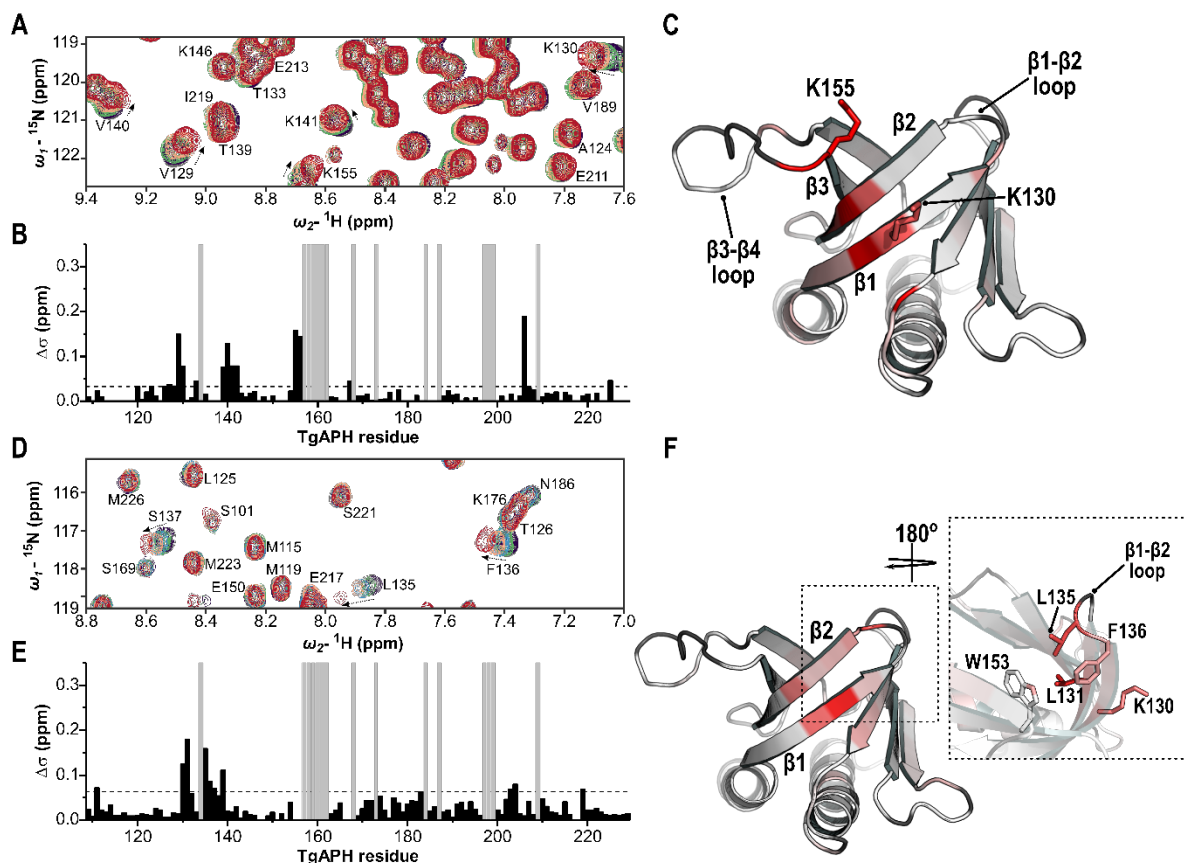 A
ω1 - 15N (ppm)
119
120
121
122
K146
E213
T133
I219
V140
K141
V129
T139
K155
K130
V189
A124
E211
9.4 9.2 9.0 8.8 8.6 8.4 8.2 8.0 7.8 7.6
ω2- 1H (ppm)
B
Δσ (ppm)
0.3
0.2
0.1
0.0
120 140 160 180 200 220
TgAPH residue
C
K155
β1-β2
loop
β2
β3
K130
β3-β4
loop
β1
D
ω1 - 15N (ppm)
116
117
118
119
M226
L125
S137
S101
S221
K176
N186
T126
S169
M223
M115
F136
M119
E150
E217
L135
8.8 8.6 8.4 8.2 8.0 7.8 7.6 7.4 7.2 7.0
ω2- 1H (ppm)
E
Δσ (ppm)
0.3
0.2
0.1
0.0
120 140 160 180 200 220
TgAPH residue
F
180º
β1-β2
loop
L135
F136
W153
L131
K130
β2
β1